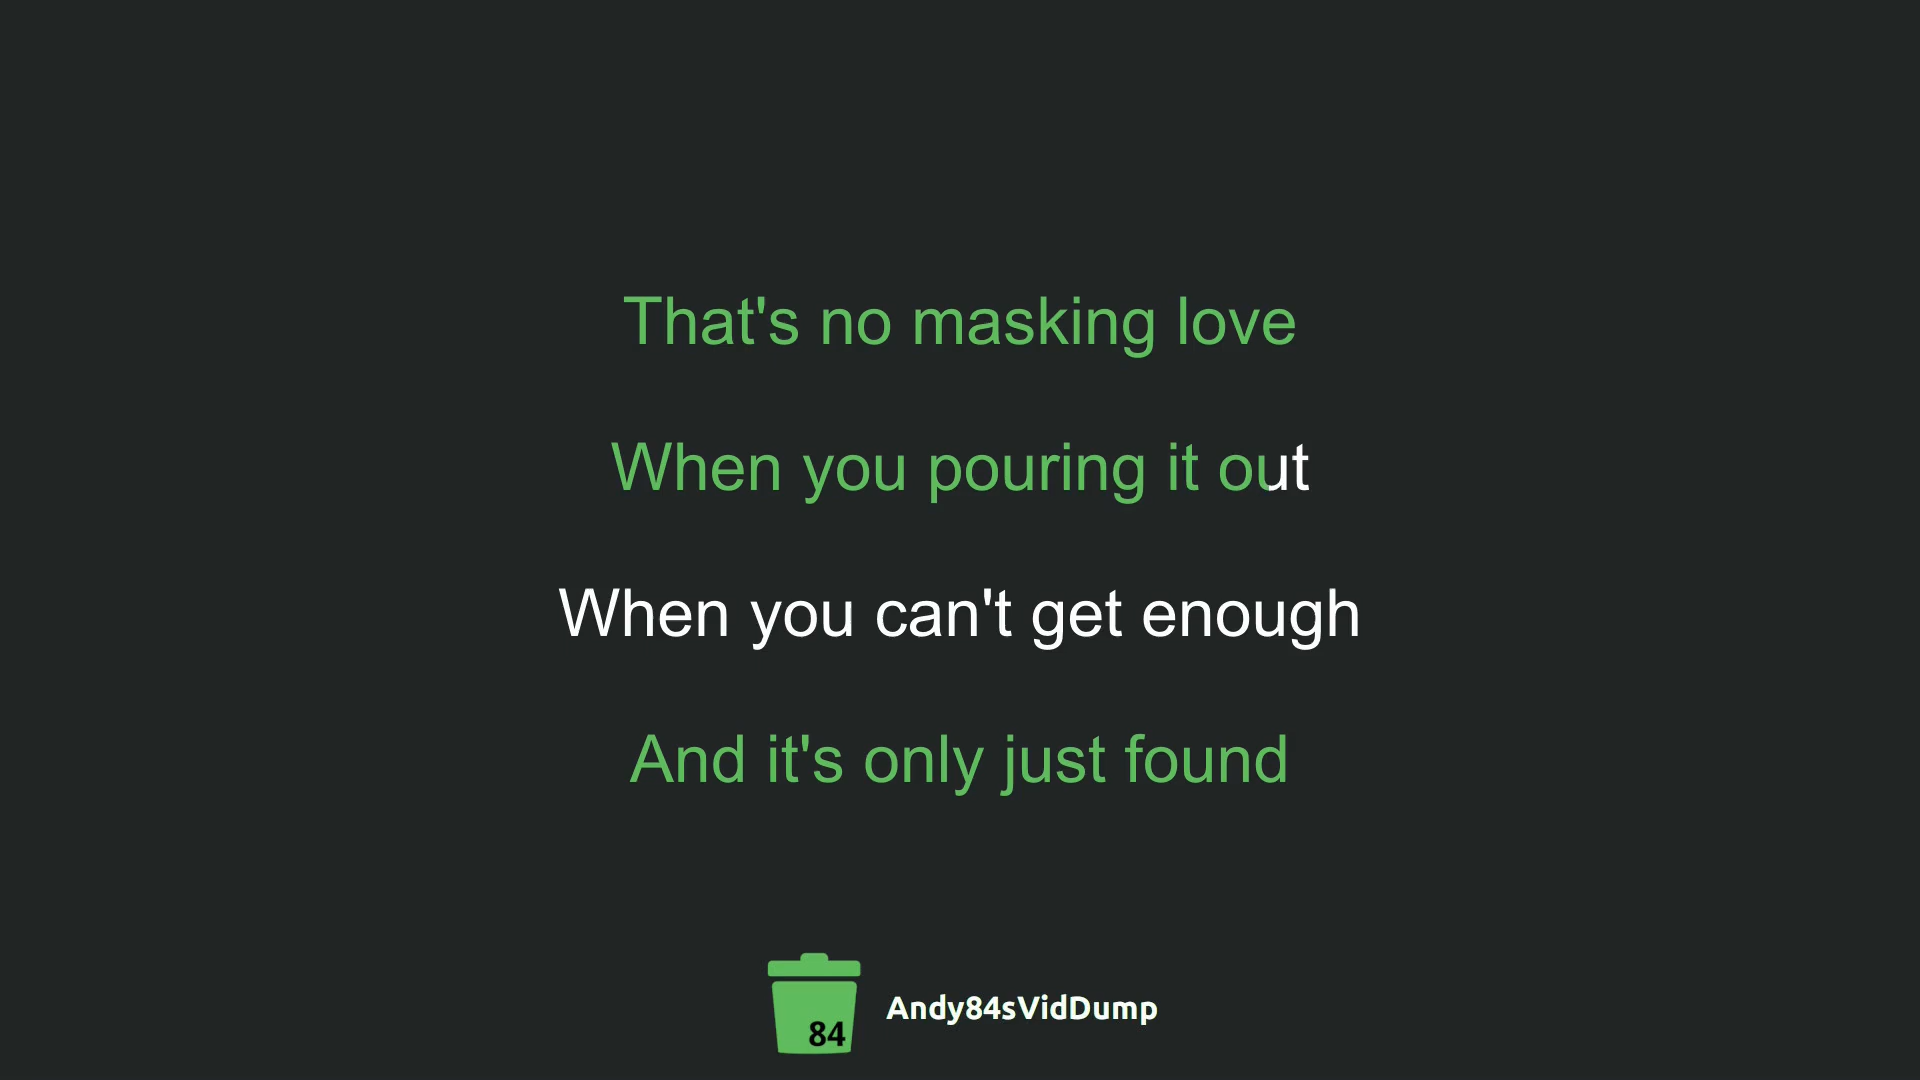 That's no masking love
When you pouring it out
When you can't get enough
And it's only just found
84
Andy84sVidDump